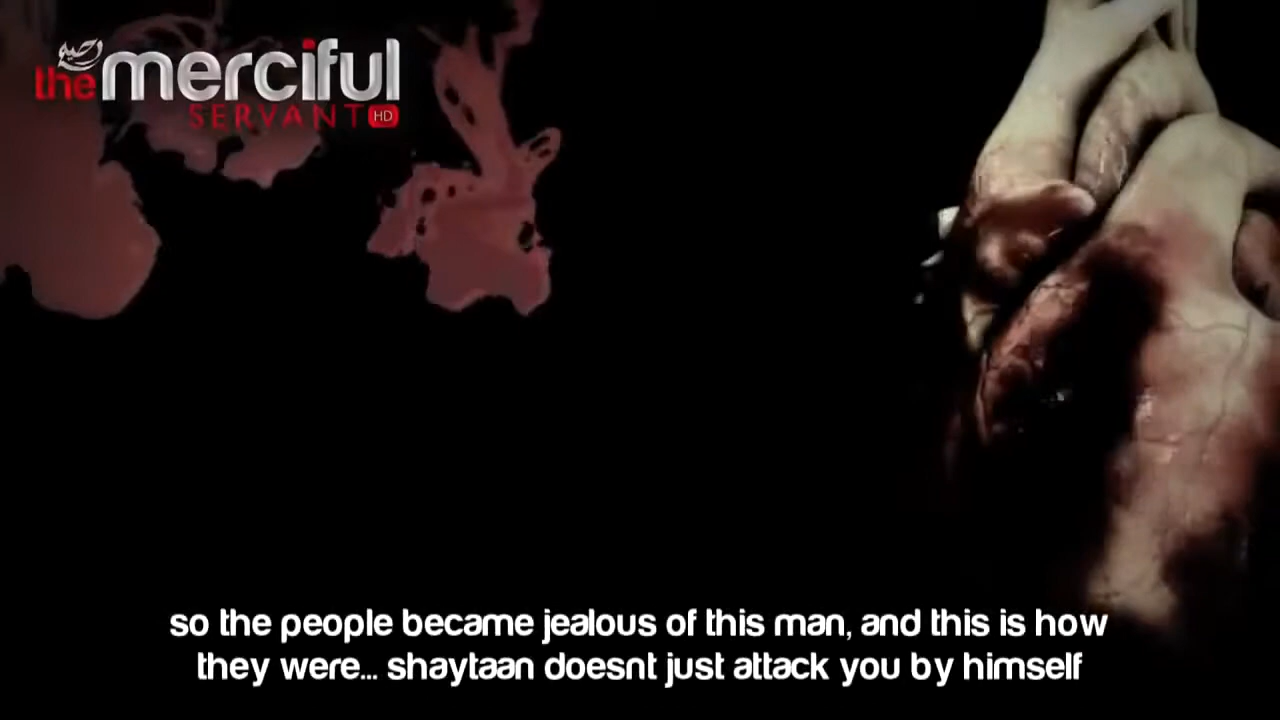 the merciful
SERVANT HD
so the people became jealous of this man, and this is how
they were... shaytaan doesnt just attack you by himself